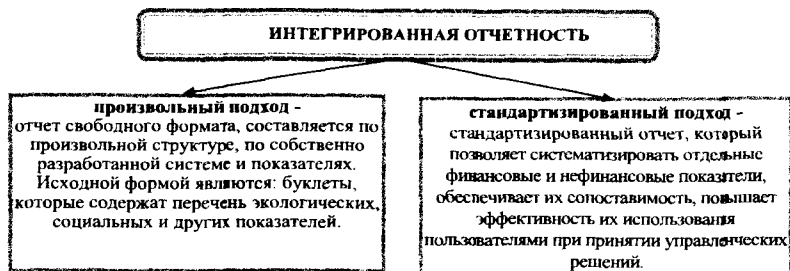 ИНТЕГРИРОВАННАЯ ОТЧЕТНОСТЬ
произвольный подход -
отчет свободного формата, составляется по
произвольной структуре, по собственно
разработанной системе и показателях.
Исходной формой являются: буклеты,
которые содержат перечень экологических,
социальных и других показателей.
стандартизированный подход -
стандартизированный отчет, который
позволяет систематизировать отдельные
финансовые и нефинансовые показатели,
обеспечивает их сопоставимость, повышает
эффективность их использования
пользователями при принятии управленческих
решений.